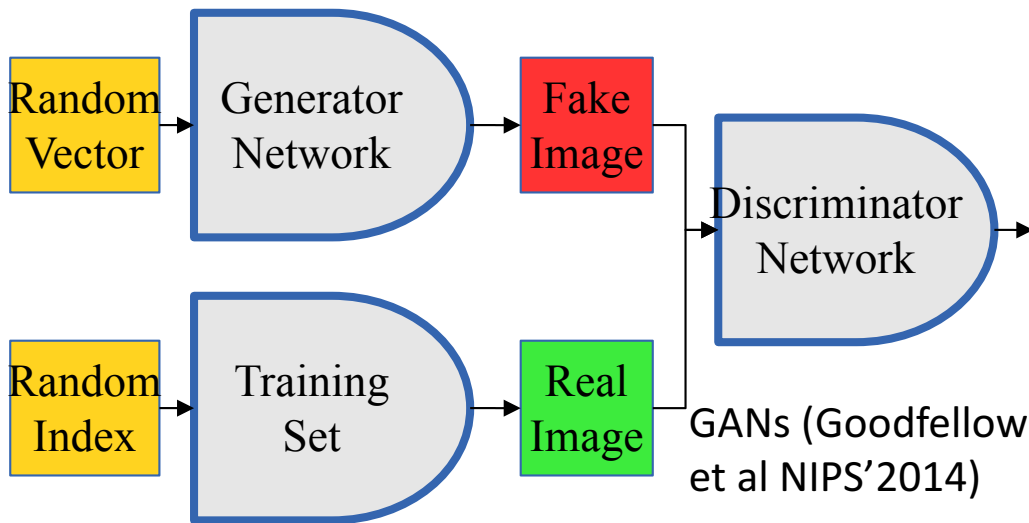 Random
Vector
Generator
Network
Fake
Image
Discriminator
Network
Random
Index
Training
Set
Real
Image
GANs (Goodfellow
et al NIPS’2014)